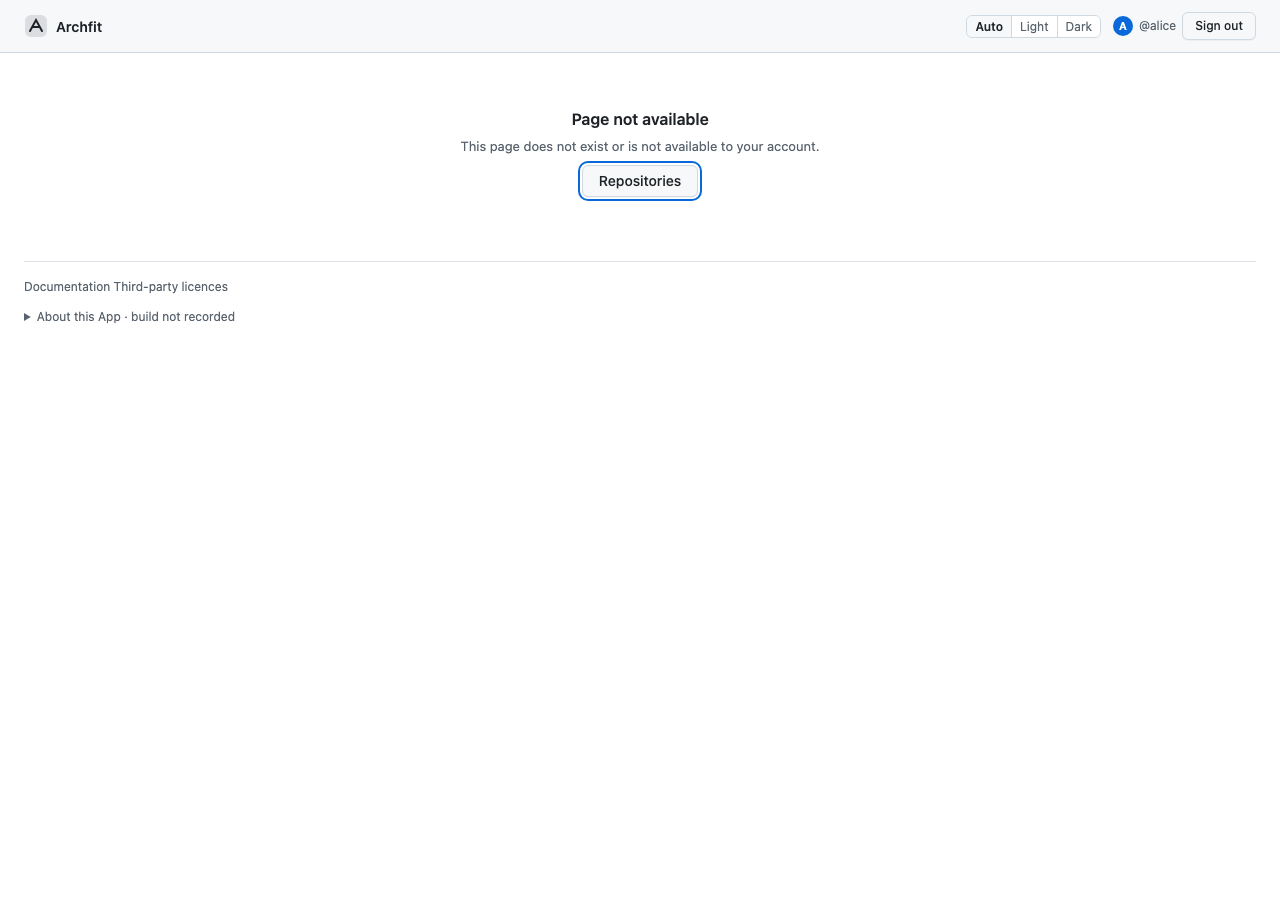 Archfit
Auto Light Dark A @alice Sign out
Page not available
This page does not exist or is not available to your account.
Repositories
Documentation Third-party licences
About this App · build not recorded